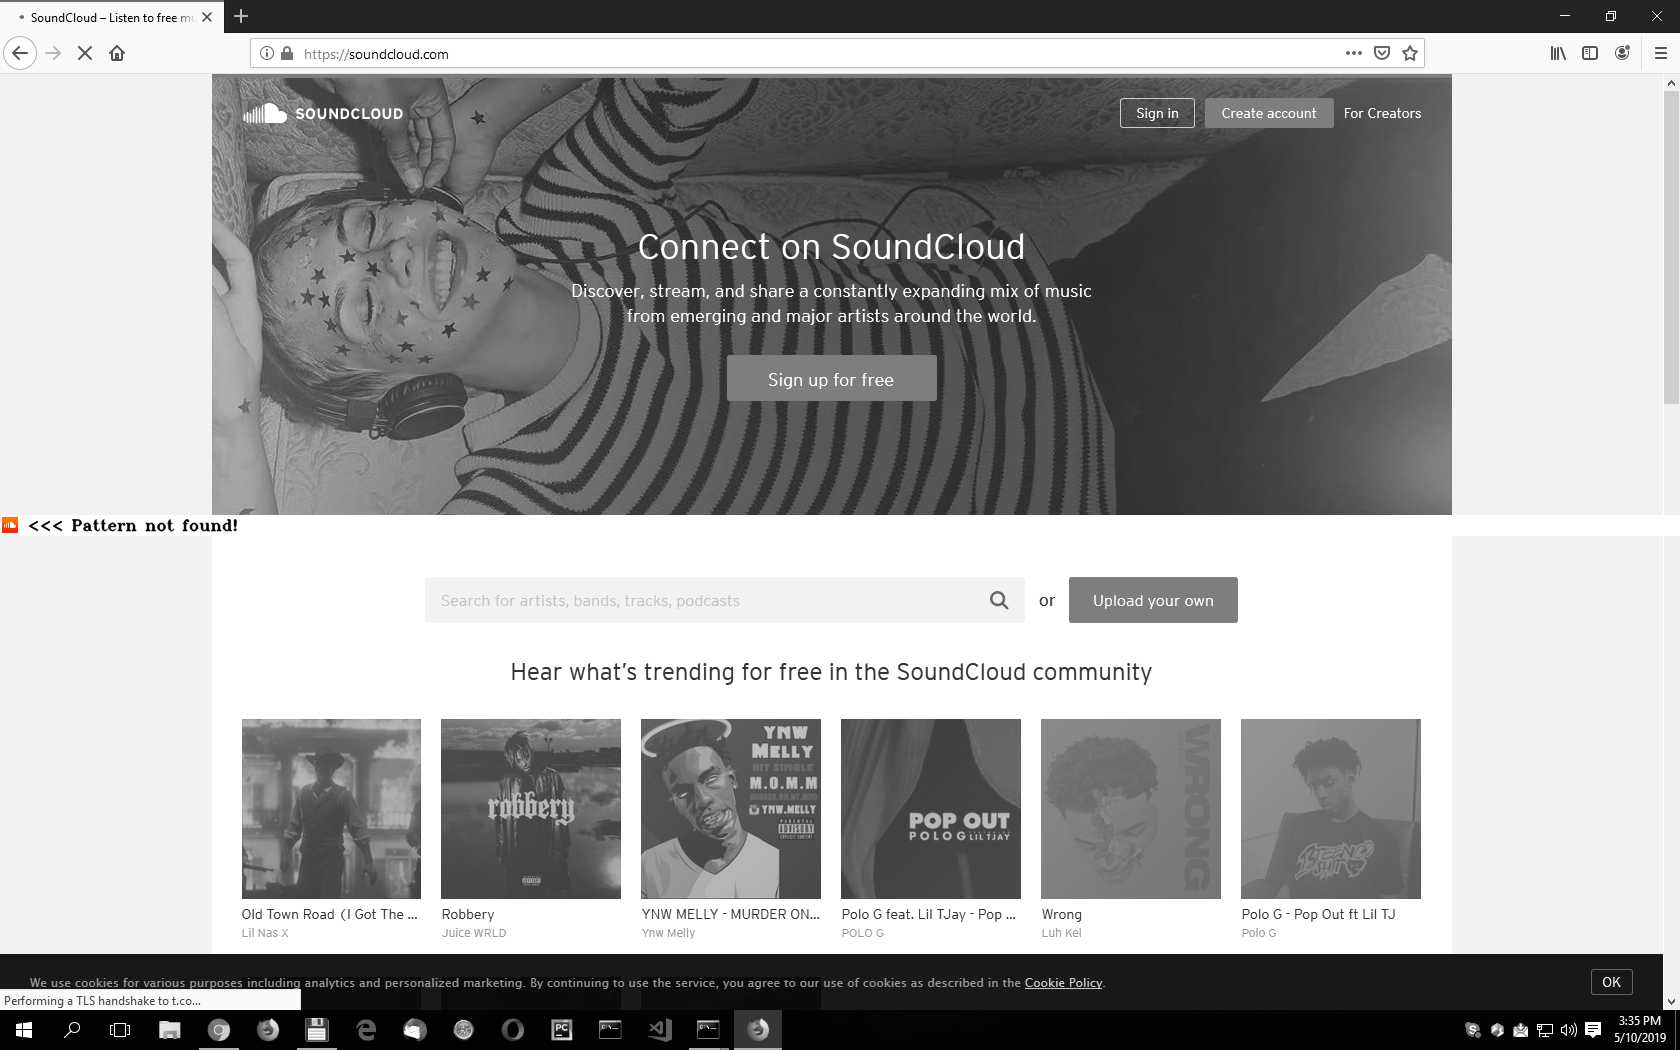 SoundCloud – Listen to free mu
https://soundcloud.com
SOUNDCLOUD
Sign in
Create account
For Creators
Connect on SoundCloud
Discover, stream, and share a constantly expanding mix of music
from emerging and major artists around the world.
Sign up for free
<<< Pattern not found!
Search for artists, bands, tracks, podcasts
or
Upload your own
Hear what’s trending for free in the SoundCloud community
robbery
YNW
MELLY
HIT SINGLE
M.O.M.M
YNW.MELLY
PARENTAL
ADVISORY
EXPLICIT CONTENT
POP OUT
POLO G LIL TJAY
WRONG
Old Town Road (I Got The ...
Lil Nas X
Robbery
Juice WRLD
YNW MELLY - MURDER ON...
Ynw Melly
Polo G feat. Lil TJay - Pop ...
POLO G
Wrong
Luh Kel
Polo G - Pop Out ft Lil TJ
Polo G
We use cookies for various purposes including analytics and personalized marketing. By continuing to use the service, you agree to our use of cookies as described in the Cookie Policy.
OK
Performing a TLS handshake to t.co...
PC
3:35 PM
5/10/2019